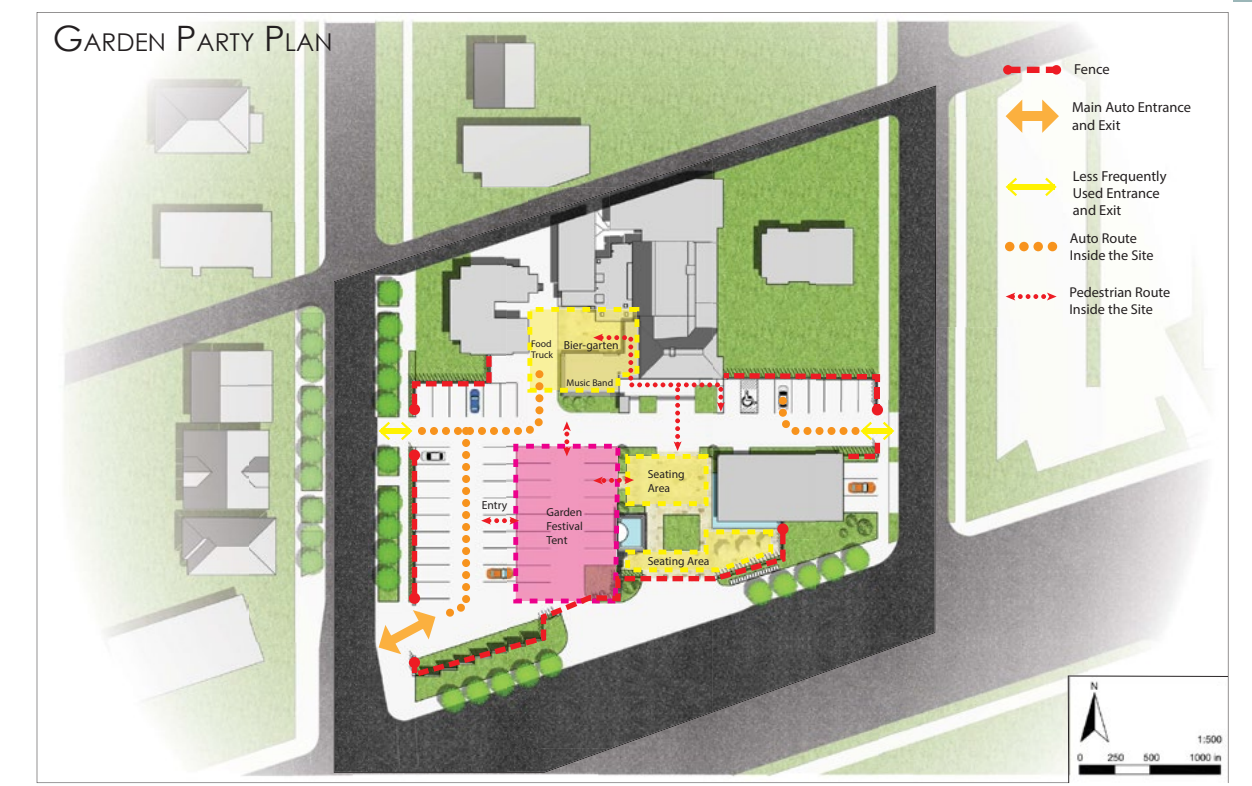 GARDEN PARTY PLAN
Fence
Main Auto Entrance
and Exit
Less Frequently
Used Entrance
and Exit
Auto Route
Inside the Site
Pedestrian Route
Inside the Site
Food
Truck
Bier-garten
Music Band
Seating
Area
Entry
Garden
Festival
Tent
Seating Area
N
1:500
0 250 500 1000 in